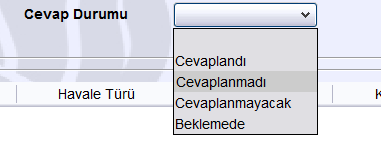 Cevap Durumu
Cevaplandı
Cevaplanmadı
Cevaplanmayacak
Beklemede
Havale Türü